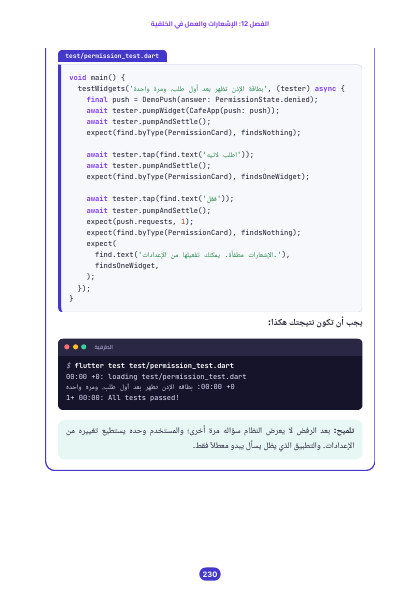 الفصل 12: الإشعارات والعمل في الخلفية
test/permission_test.dart
void main() {
testWidgets('بطاقة الإذن تظهر بعد أول طلب، ومرة واحدة', (tester) async {
final push = DemoPush(answer: PermissionState.denied);
await tester.pumpWidget(CafeApp(push: push));
await tester.pumpAndSettle();
expect(find.byType(PermissionCard), findsNothing);
await tester.tap(find.text('اطلب لاتيه'));
await tester.pumpAndSettle();
expect(find.byType(PermissionCard), findsOneWidget);
await tester.tap(find.text('فعّل'));
await tester.pumpAndSettle();
expect(push.requests, 1);
expect(find.byType(PermissionCard), findsNothing);
expect(
find.text('الإشعارات مطفأة. يمكنك تفعيلها من الإعدادات.'),
findsOneWidget,
);
});
}
يجب أن تكون نتيجتك هكذا:
الطرفية
$ flutter test test/permission_test.dart
00:00 +0: loading test/permission_test.dart
00:00 +0: بطاقة الإذن تظهر بعد أول طلب، ومرة واحدة
00:00 +1: All tests passed!
تلميح: بعد الرفض لا يعرض النظام سؤاله مرة أخرى؛ والمستخدم وحده يستطيع تغييره من
الإعدادات. والتطبيق الذي يظل يسأل يبدو معطلاً فقط.
230